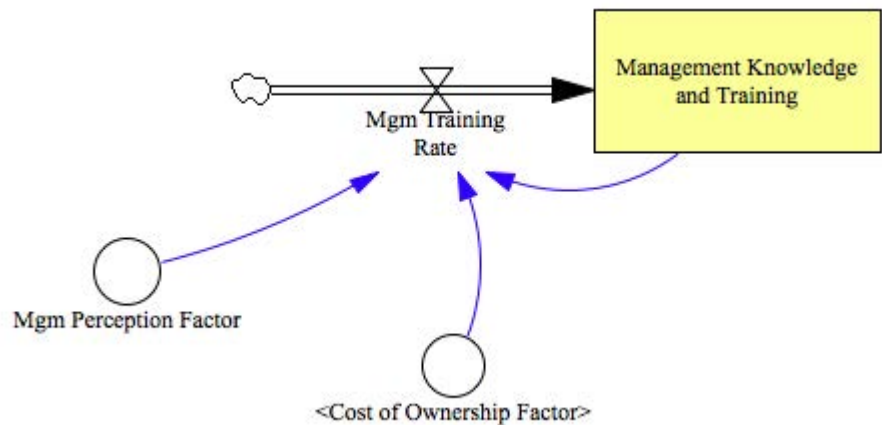 Management Knowledge
and Training
Mgm Training
Rate
Mgm Perception Factor
<Cost of Ownership Factor>